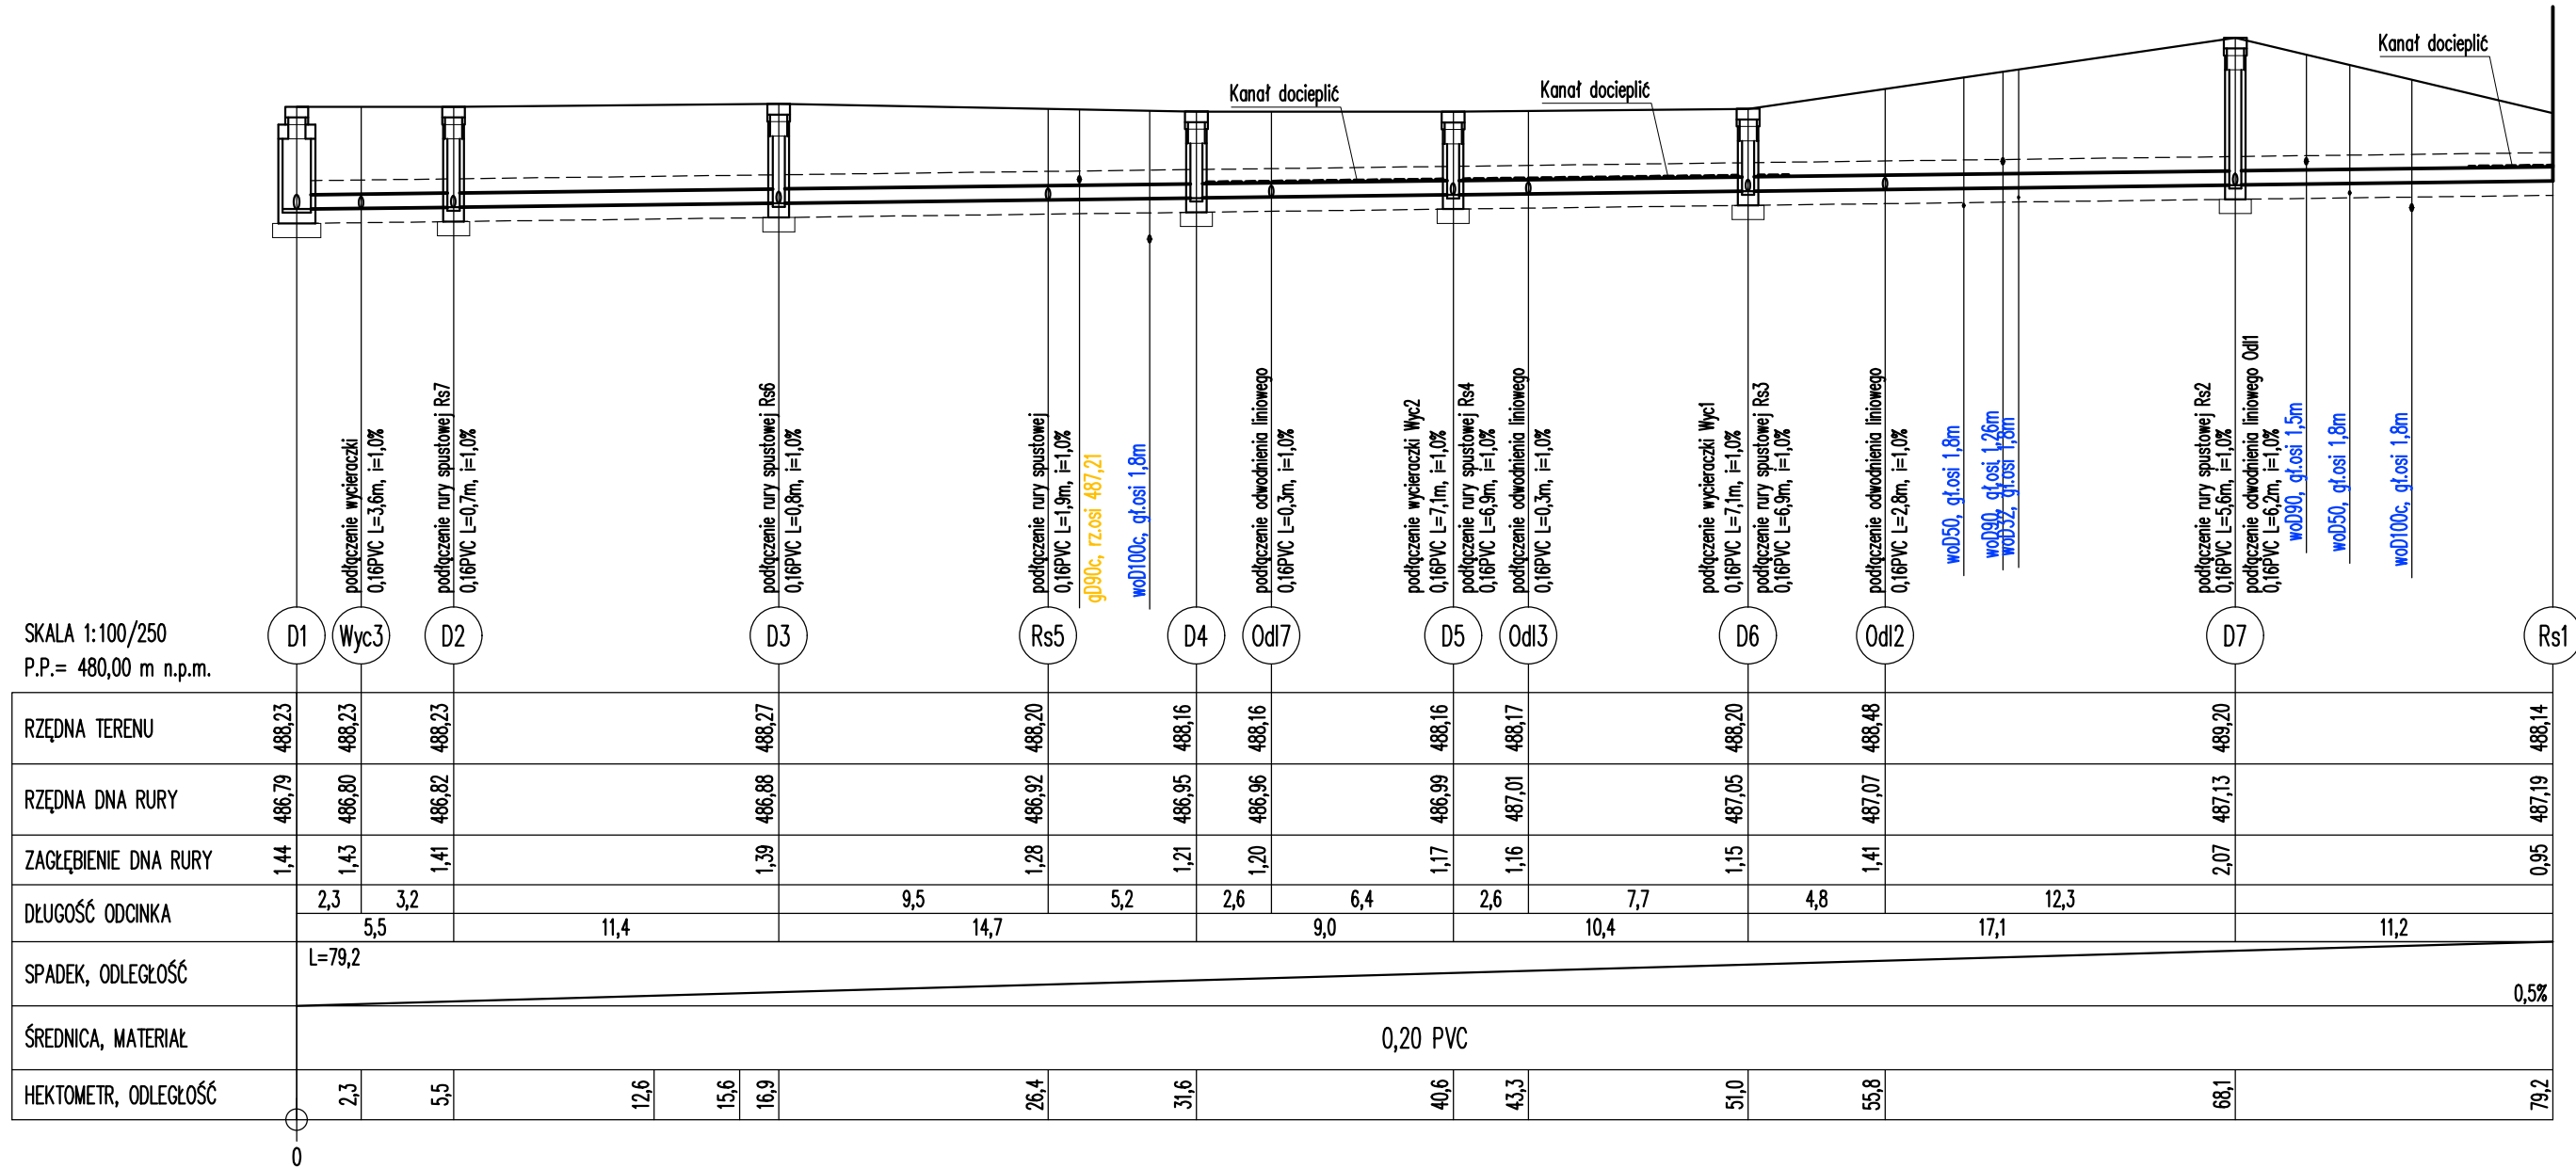 Kanał docieplić
Kanał docieplić
Kanał docieplić
podłączenie wycieraczki
0,16PVC L=3,6m, i=1,0%
podłączenie rury spustowej Rs7
0,16PVC L=0,7m, i=1,0%
podłączenie rury spustowej Rs6
0,16PVC L=0,8m, i=1,0%
podłączenie rury spustowej
0,16PVC L=1,9m, i=1,0%
gD90c, rz.osi 487,21
woD100c, gł.osi 1,8m
podłączenie odwodnienia liniowego
0,16PVC L=0,3m, i=1,0%
podłączenie wycieraczki Wyc2
0,16PVC L=7,1m, i=1,0%
podłączenie rury spustowej Rs4
0,16PVC L=6,9m, i=1,0%
podłączenie odwodnienia liniowego
0,16PVC L=0,3m, i=1,0%
podłączenie wycieraczki Wyc1
0,16PVC L=7,1m, i=1,0%
podłączenie rury spustowej Rs3
0,16PVC L=6,9m, i=1,0%
podłączenie odwodnienia liniowego
0,16PVC L=2,8m, i=1,0%
woD50, gł.osi 1,8m
woD90, gł.osi 1,26m
woD32, gł.osi 1,8m
podłączenie rury spustowej Rs2
0,16PVC L=5,6m, i=1,0%
podłączenie odwodnienia liniowego Odl1
0,16PVC L=6,2m, i=1,0%
woD90, gł.osi 1,5m
woD50, gł.osi 1,8m
woD100c, gł.osi 1,8m
SKALA 1:100/250
P.P.= 480,00 m n.p.m.
D1 Wyc3 D2 D3 Rs5 D4 Odl7 D5 Odl3 D6 Odl2 D7 Rs1
RZĘDNA TERENU 488,23 488,23 488,23 488,27 488,20 488,16 488,16 488,16 488,17 488,20 488,48 489,20 488,14
RZĘDNA DNA RURY 486,79 486,80 486,82 486,88 486,92 486,95 486,96 486,99 487,01 487,05 487,07 487,13 487,19
ZAGŁĘBIENIE DNA RURY 1,44 1,43 1,41 1,39 1,28 1,21 1,20 1,17 1,16 1,15 1,41 2,07 0,95
DŁUGOŚĆ ODCINKA
2,3 3,2 9,5 5,2 2,6 6,4 2,6 7,7 4,8 12,3
5,5 11,4 14,7 9,0 10,4 17,1 11,2
SPADEK, ODLEGŁOŚĆ
L=79,2
0,5%
ŚREDNICA, MATERIAŁ 0,20 PVC
HEKTOMETR, ODLEGŁOŚĆ 2,3 5,5 12,6 15,6 16,9 26,4 31,6 40,6 43,3 51,0 55,8 68,1 79,2
0